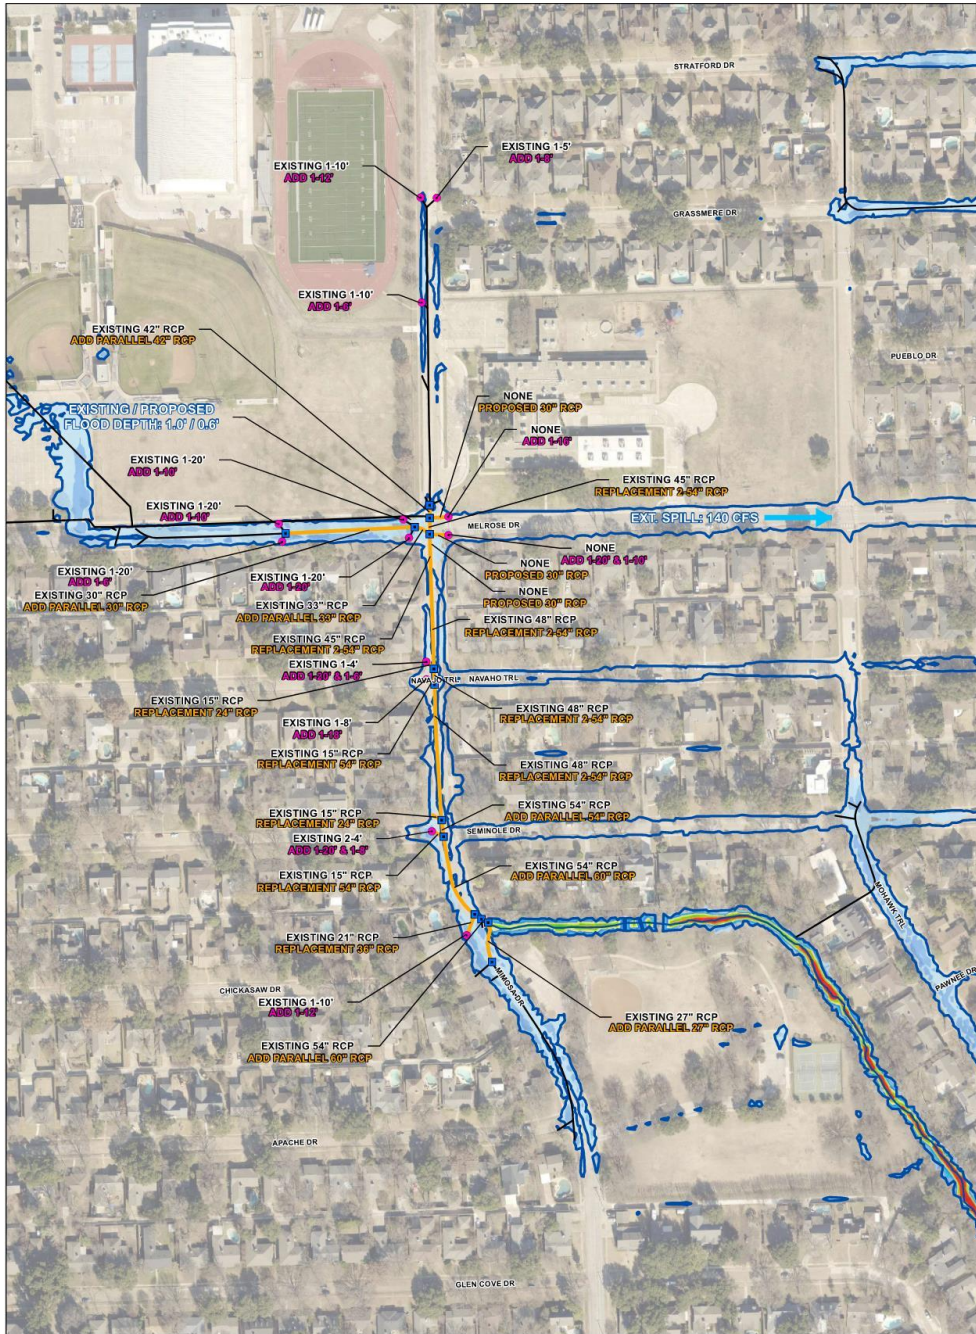 STRATFORD DR
EXISTING 1-5'
ADD 1-8'
EXISTING 1-10'
ADD 1-12'
GRASSMERE DR
EXISTING 1-10'
ADD 1-6'
EXISTING 42" RCP
ADD PARALLEL 42" RCP
PUEBLO DR
NONE
PROPOSED 30" RCP
EXISTING / PROPOSED
FLOOD DEPTH: 1.0' / 0.6'
NONE
ADD 1-16'
EXISTING 1-20'
ADD 1-10'
EXISTING 45" RCP
REPLACEMENT 2-54" RCP
EXISTING 1-20'
ADD 1-10'
EXT. SPILL: 140 CFS
MELROSE DR
NONE
ADD 1-20' & 1-10'
NONE
PROPOSED 30" RCP
EXISTING 1-20'
ADD 1-6'
EXISTING 1-20'
ADD 1-20'
EXISTING 30" RCP
ADD PARALLEL 30" RCP
NONE
PROPOSED 30" RCP
EXISTING 33" RCP
ADD PARALLEL 33" RCP
EXISTING 48" RCP
REPLACEMENT 2-54" RCP
EXISTING 45" RCP
REPLACEMENT 2-54" RCP
EXISTING 1-4'
ADD 1-20' & 1-6'
NAVAJO TRL
NAVAHO TRL
EXISTING 15" RCP
REPLACEMENT 24" RCP
EXISTING 48" RCP
REPLACEMENT 2-54" RCP
EXISTING 1-8'
ADD 1-18'
EXISTING 15" RCP
REPLACEMENT 54" RCP
EXISTING 48" RCP
REPLACEMENT 2-54" RCP
EXISTING 54" RCP
ADD PARALLEL 54" RCP
EXISTING 15" RCP
REPLACEMENT 24" RCP
SEMINOLE DR
EXISTING 2-4'
ADD 1-20' & 1-8'
EXISTING 54" RCP
ADD PARALLEL 60" RCP
EXISTING 15" RCP
REPLACEMENT 54" RCP
MOHAWK TRL
EXISTING 21" RCP
REPLACEMENT 36" RCP
PAWNEE DR
CHICKASAW DR
MIMOSA DR
EXISTING 1-10'
ADD 1-12'
EXISTING 27" RCP
ADD PARALLEL 27" RCP
EXISTING 54" RCP
ADD PARALLEL 60" RCP
APACHE DR
GLEN COVE DR